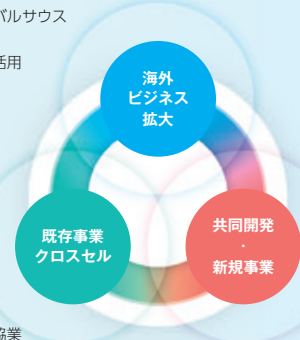 バルサウス
活用
海外
ビジネス
拡大
既存事業
クロスセル
共同開発
・
新規事業
協業